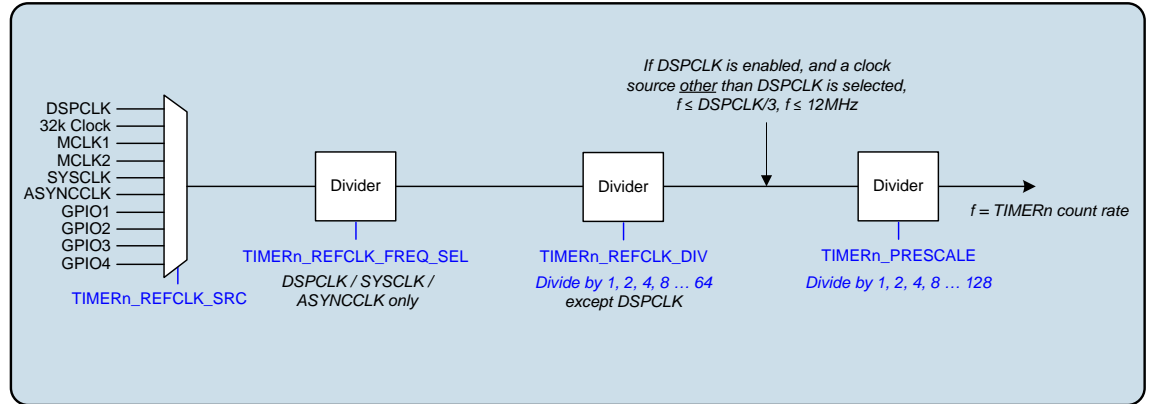 If DSPCLK is enabled, and a clock
source other than DSPCLK is selected,
f ≤ DSPCLK/3, f ≤ 12MHz
DSPCLK
32k Clock
MCLK1
MCLK2
SYSCLK
ASYNCCLK
GPIO1
GPIO2
GPIO3
GPIO4
TIMERn_REFCLK_SRC
Divider
TIMERn_REFCLK_FREQ_SEL
DSPCLK / SYSCLK /
ASYNCCLK only
Divider
TIMERn_REFCLK_DIV
Divide by 1, 2, 4, 8 … 64
except DSPCLK
Divider
TIMERn_PRESCALE
Divide by 1, 2, 4, 8 … 128
f = TIMERn count rate